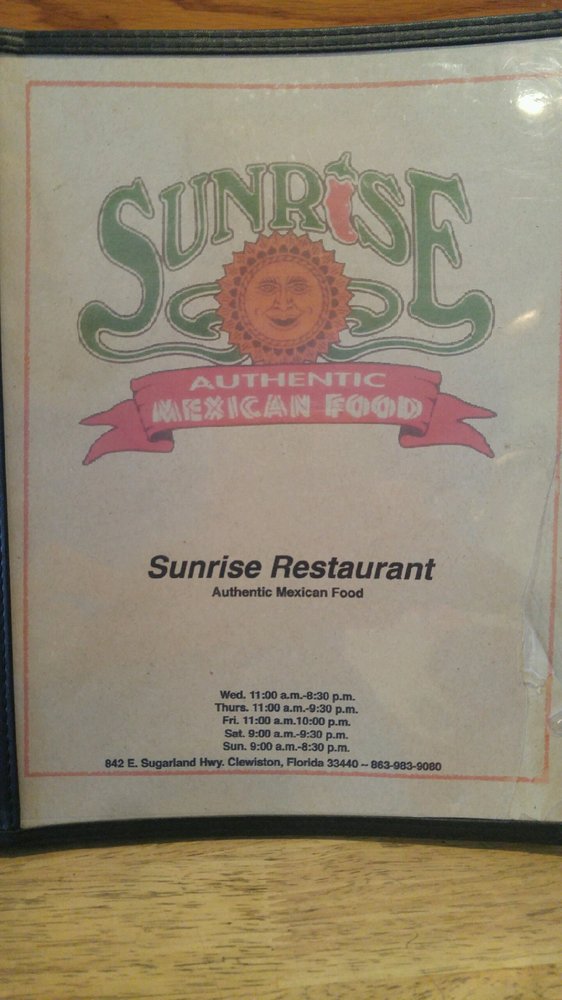 SUNRiSE
AUTHENTIC
MEXICAN FOOD
Sunrise Restaurant
Authentic Mexican Food
Wed. 11:00 a.m.-8:30 p.m.
Thurs. 11:00 a.m.-9:30 p.m.
Fri. 11:00 a.m.10:00 p.m.
Sat. 9:00 a.m.-9:30 p.m.
Sun. 9:00 a.m.-8:30 p.m.
842 E. Sugarland Hwy. Clewiston, Florida 33440 -- 863-983-9080